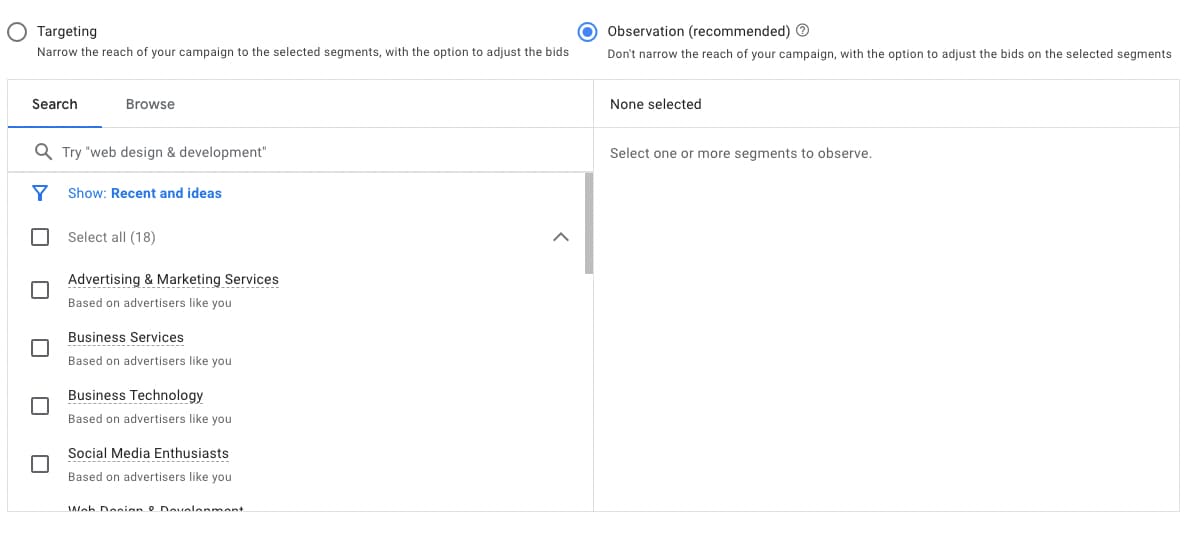 Targeting
Narrow the reach of your campaign to the selected segments, with the option to adjust the bids
Observation (recommended)
Don't narrow the reach of your campaign, with the option to adjust the bids on the selected segments
Search Browse
Try "web design & development"
Show: Recent and ideas
Select all (18)
Advertising & Marketing Services
Based on advertisers like you
Business Services
Based on advertisers like you
Business Technology
Based on advertisers like you
Social Media Enthusiasts
Based on advertisers like you
Web Design & Development
None selected
Select one or more segments to observe.